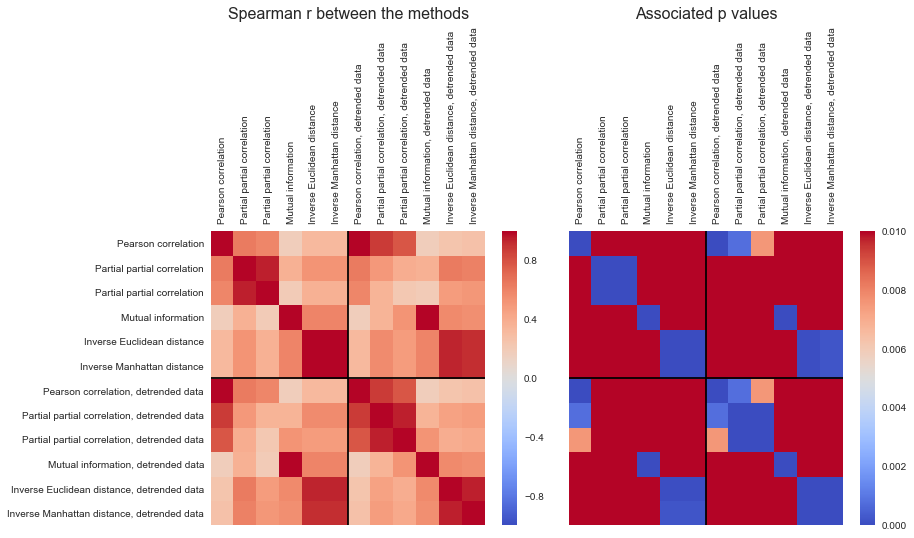 Spearman r between the methods
Associated p values
Pearson correlation
Partial partial correlation
Partial partial correlation
Mutual information
Inverse Euclidean distance
Inverse Manhattan distance
Pearson correlation, detrended data
Partial partial correlation, detrended data
Partial partial correlation, detrended data
Mutual information, detrended data
Inverse Euclidean distance, detrended data
Inverse Manhattan distance, detrended data
Pearson correlation
Partial partial correlation
Partial partial correlation
Mutual information
Inverse Euclidean distance
Inverse Manhattan distance
Pearson correlation, detrended data
Partial partial correlation, detrended data
Partial partial correlation, detrended data
Mutual information, detrended data
Inverse Euclidean distance, detrended data
Inverse Manhattan distance, detrended data
Pearson correlation
Partial partial correlation
Partial partial correlation
Mutual information
Inverse Euclidean distance
Inverse Manhattan distance
Pearson correlation, detrended data
Partial partial correlation, detrended data
Partial partial correlation, detrended data
Mutual information, detrended data
Inverse Euclidean distance, detrended data
Inverse Manhattan distance, detrended data
0.8
0.4
0.0
−0.4
−0.8
0.010
0.008
0.006
0.004
0.002
0.000